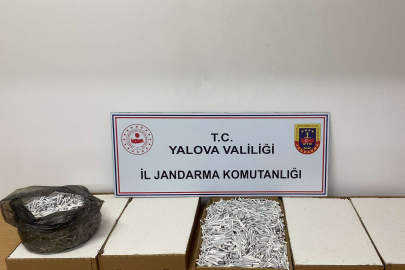 T.C.
YALOVA VALİLİĞİ
İL JANDARMA KOMUTANLIĞI